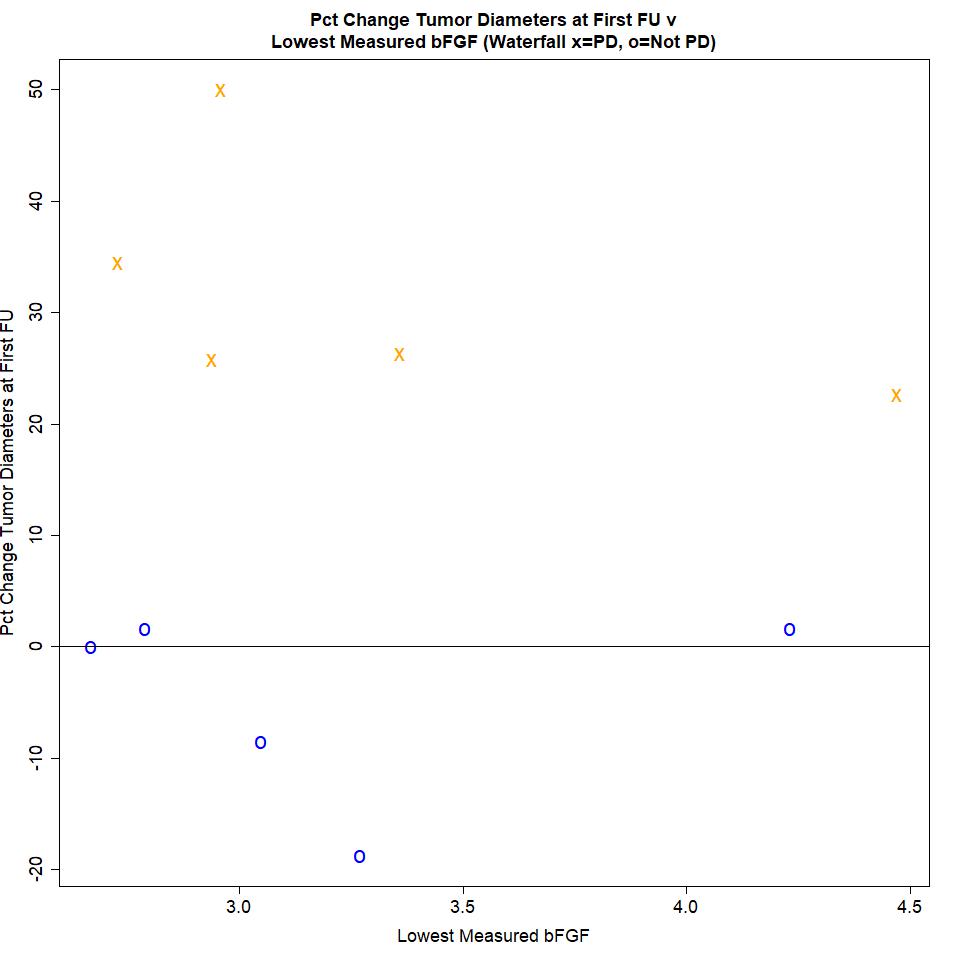 Pct Change Tumor Diameters at First FU v
Lowest Measured bFGF (Waterfall x=PD, o=Not PD)
Pct Change Tumor Diameters at First FU
50
40
30
20
10
0
-10
-20
X
X
X
X
X
O
O
O
O
O
3.0
3.5
4.0
4.5
Lowest Measured bFGF